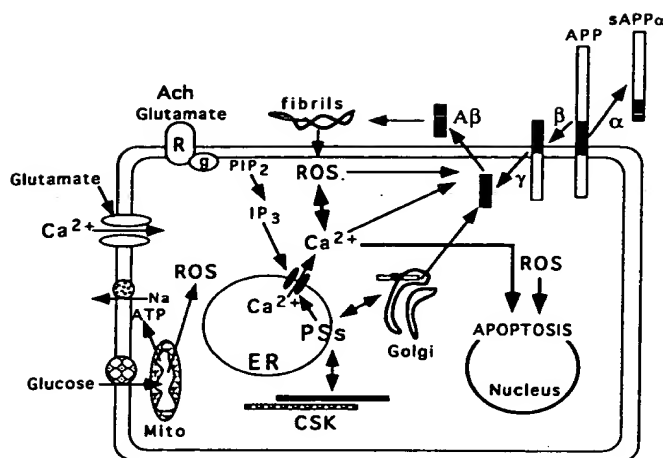 sAPPα
APP
Ach
Glutamate
fibrils
Aβ
β
α
R
g
PIP2
ROS.
γ
Glutamate
IP3
Ca2+
Ca2+
ROS
ROS
Na
Ca2+
ATP
PSs
APOPTOSIS
Golgi
ER
Glucose
Nucleus
Mito
CSK